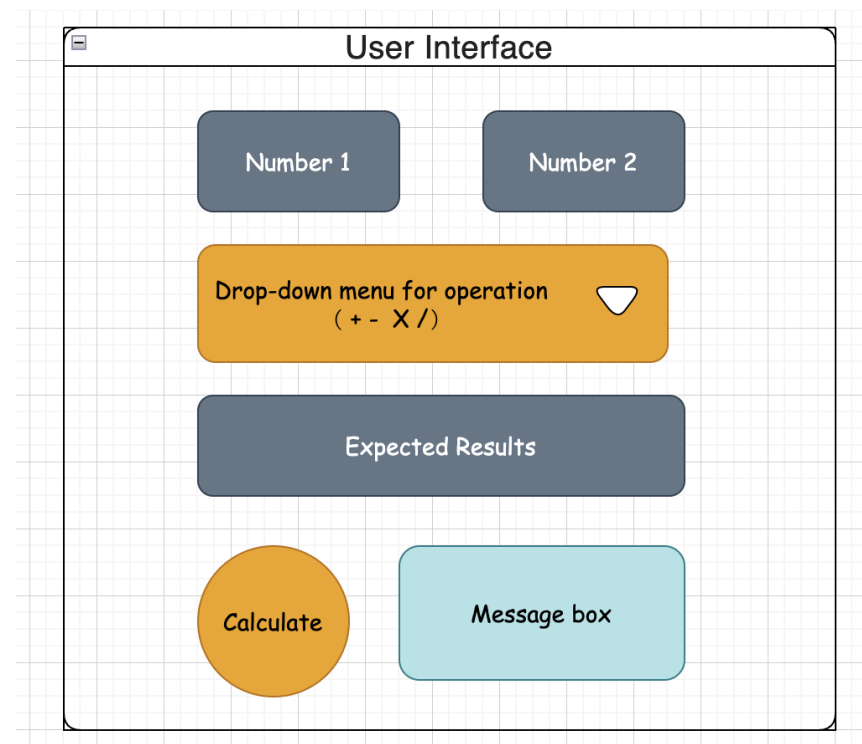 User Interface
Number 1
Number 2
Drop-down menu for operation
( + - X / )
Expected Results
Calculate
Message box